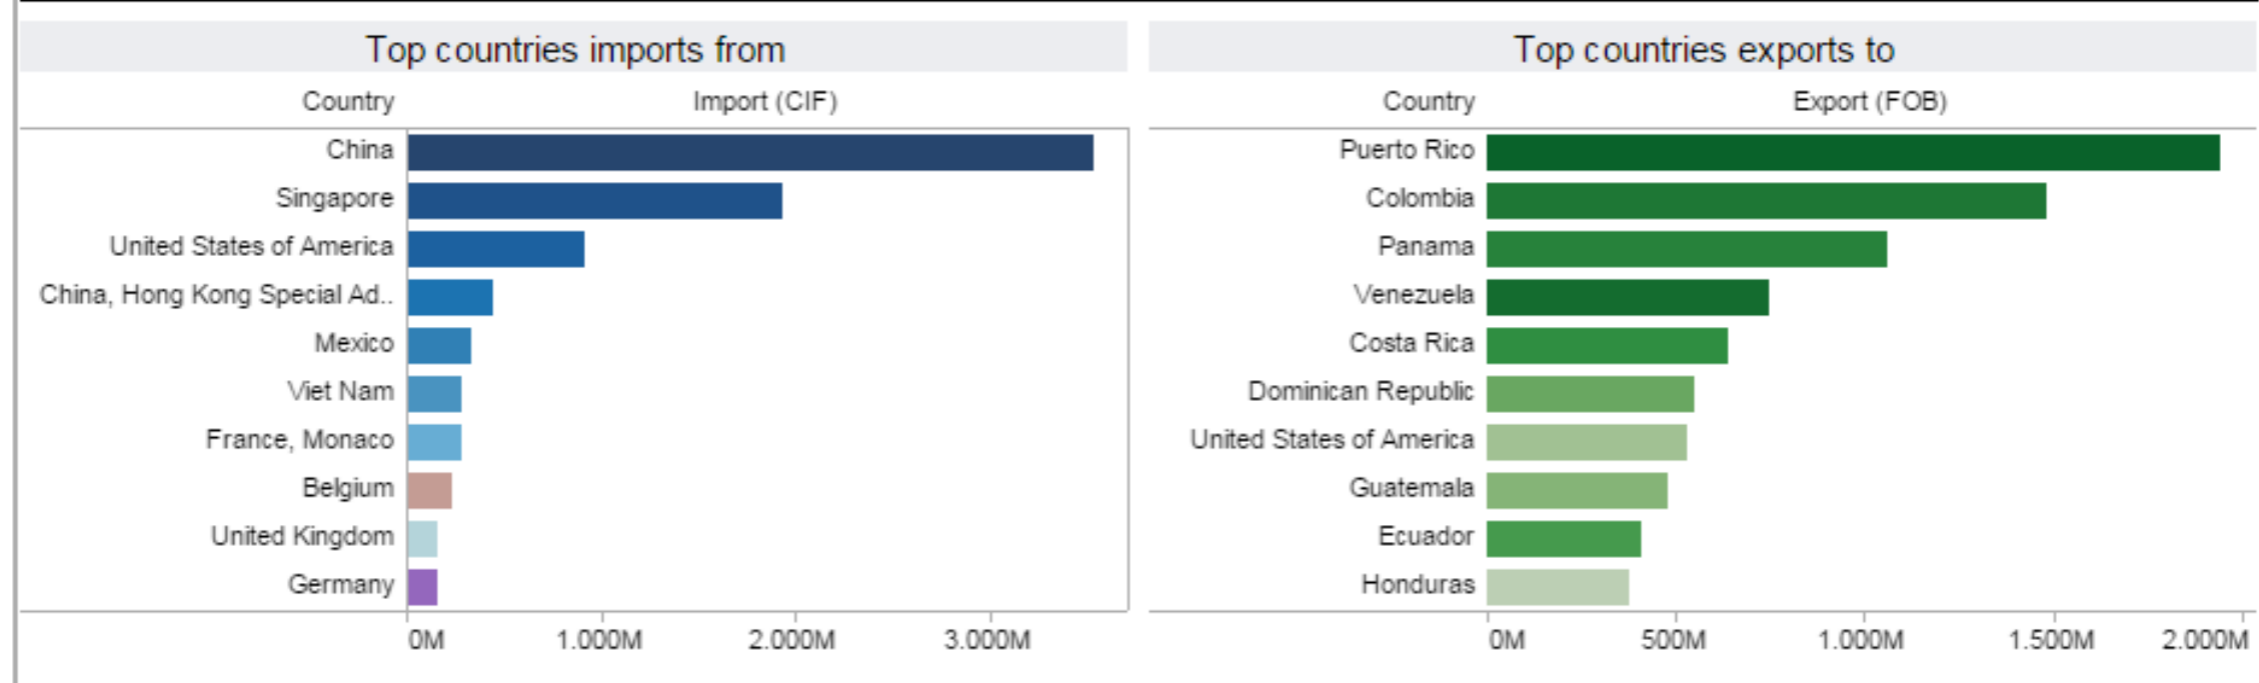 Top countries imports from
Country Import (CIF)
China
Singapore
United States of America
China, Hong Kong Special Ad..
Mexico
Viet Nam
France, Monaco
Belgium
United Kingdom
Germany
0M 1.000M 2.000M 3.000M
Top countries exports to
Country Export (FOB)
Puerto Rico
Colombia
Panama
Venezuela
Costa Rica
Dominican Republic
United States of America
Guatemala
Ecuador
Honduras
0M 500M 1.000M 1.500M 2.000M